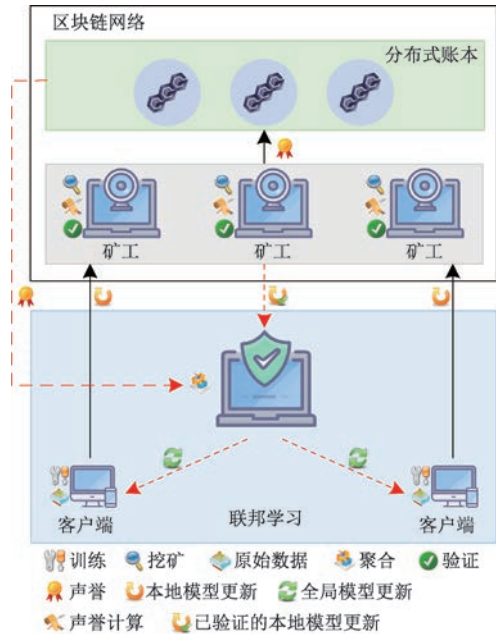 区块链网络
分布式账本
矿工 矿工 矿工
客户端 联邦学习 客户端
训练 挖矿 原始数据 聚合 验证
声誉 本地模型更新 全局模型更新
声誉计算 已验证的本地模型更新